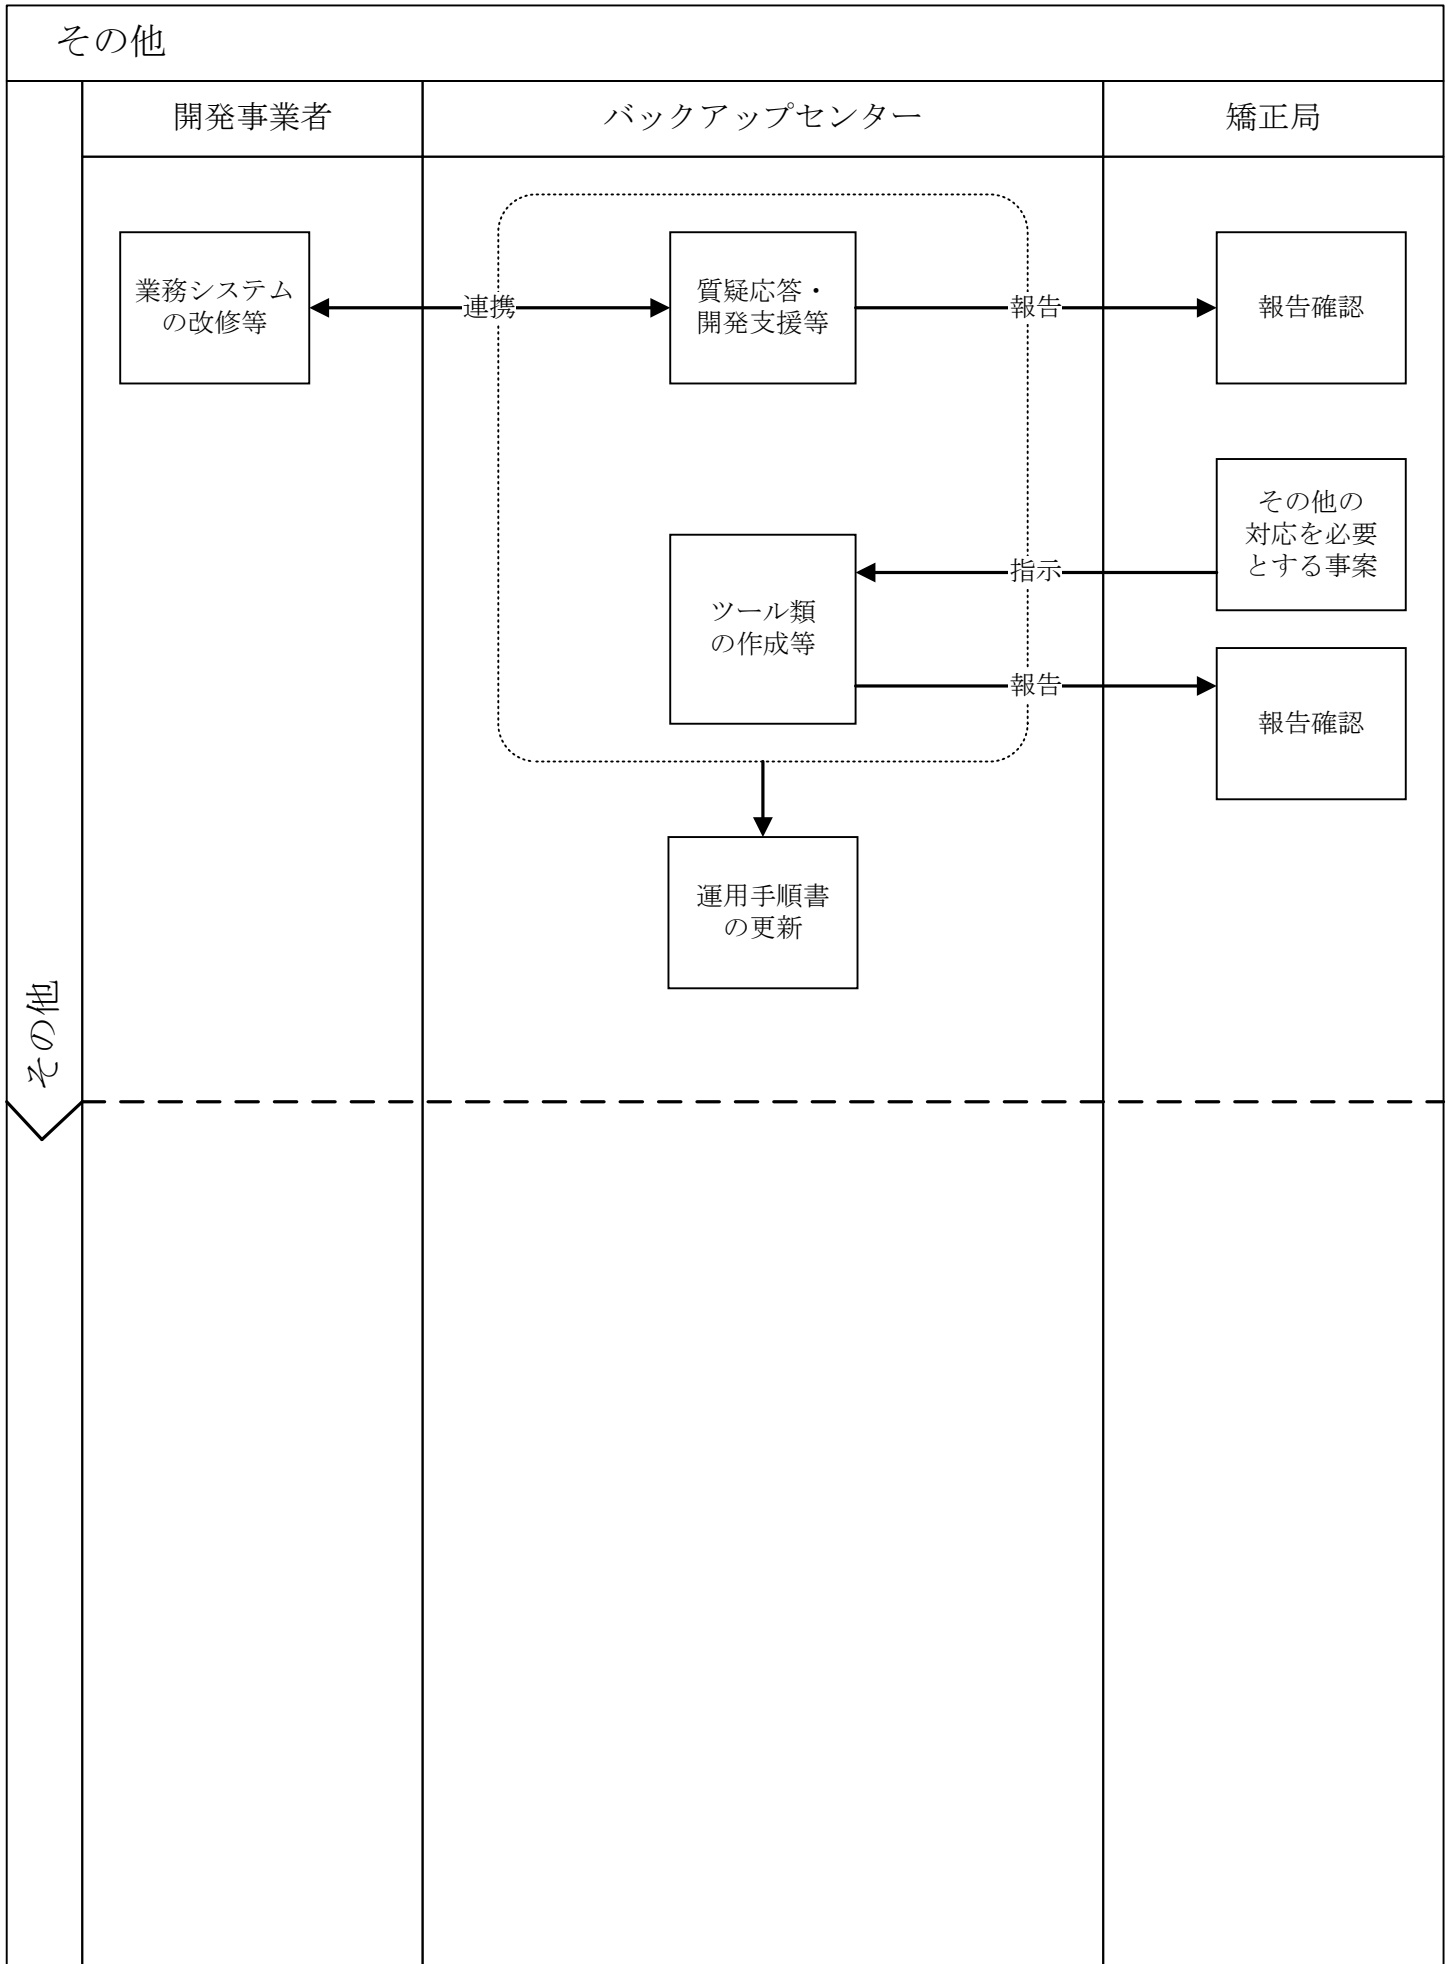 その他
開発事業者
バックアップセンター
矯正局
業務システム
の改修等
連携
質疑応答・
開発支援等
報告
報告確認
その他の
対応を必要
とする事案
指示
ツール類
の作成等
報告
報告確認
運用手順書
の更新
その他